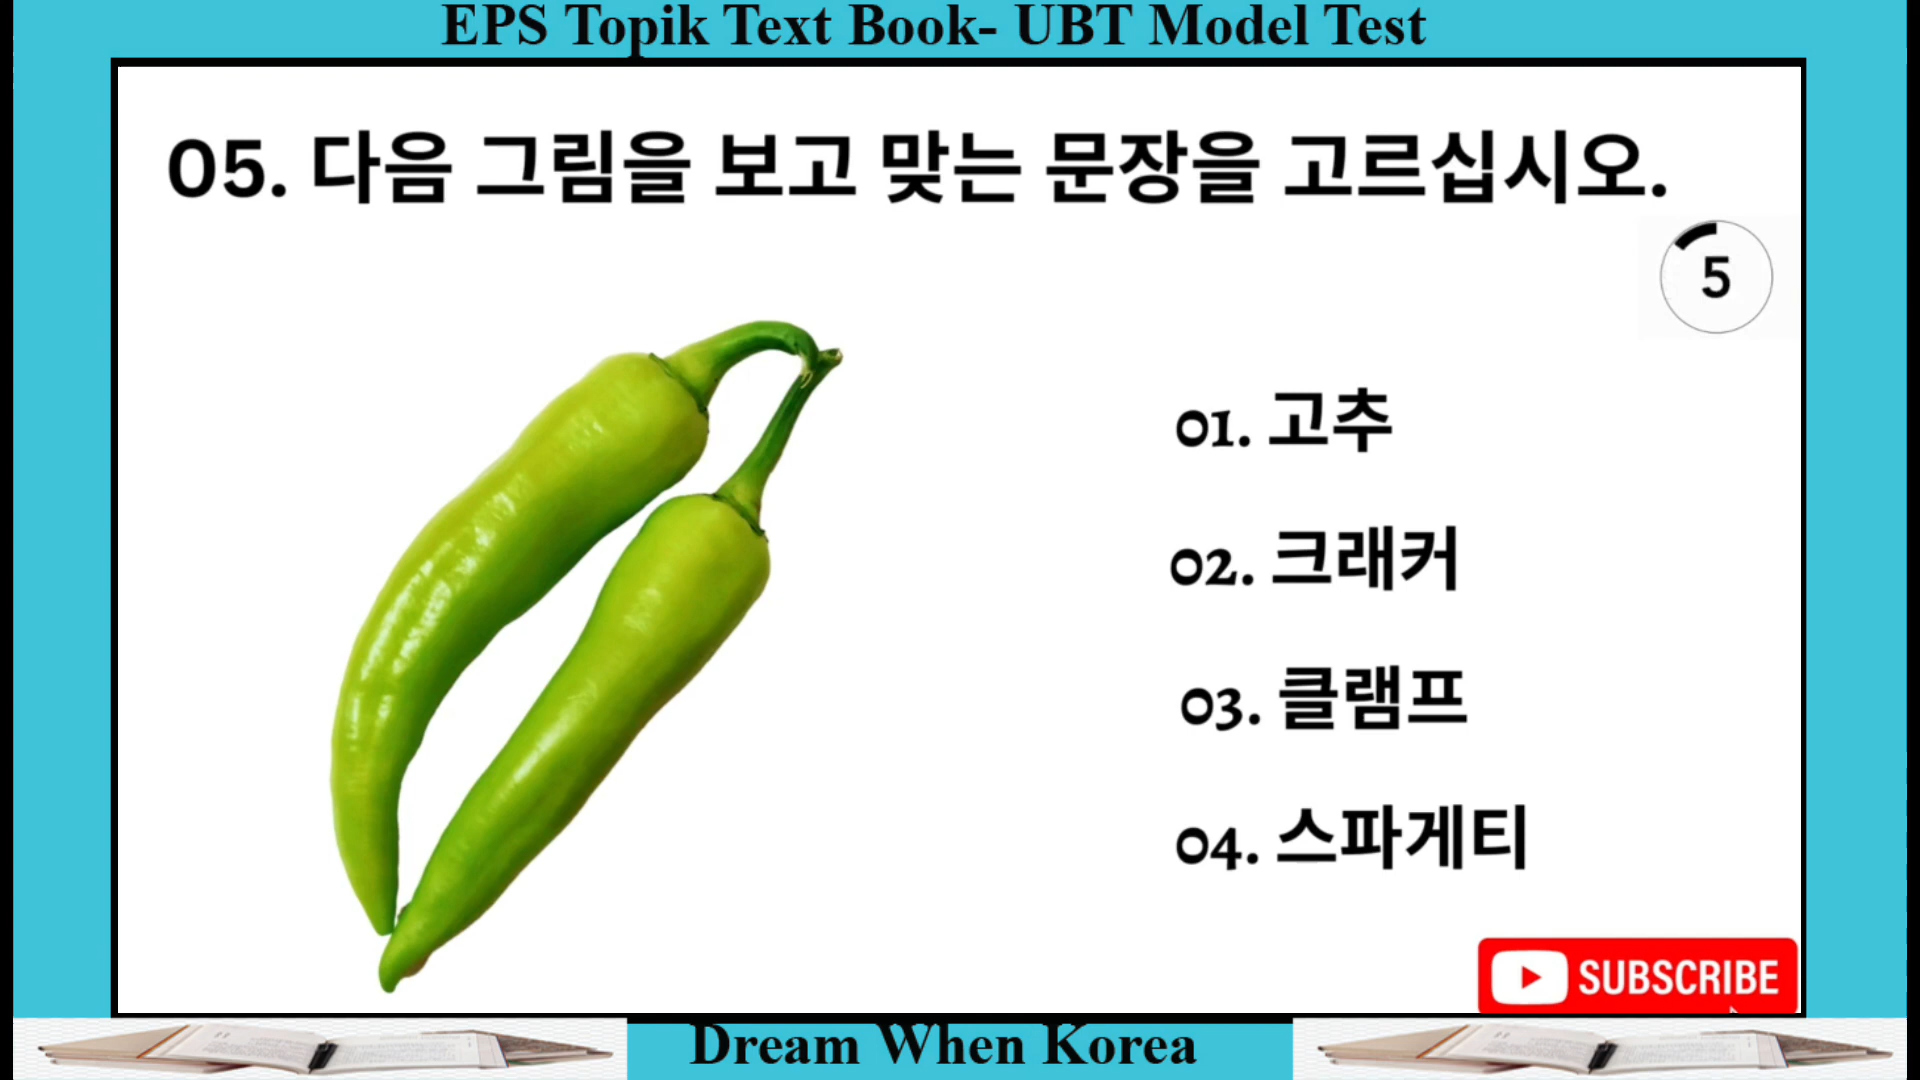 EPS Topik Text Book- UBT Model Test
05. 다음 그림을 보고 맞는 문장을 고르십시오.
5
01. 고추
02. 크래커
03. 클램프
04. 스파게티
SUBSCRIBE
Dream When Korea